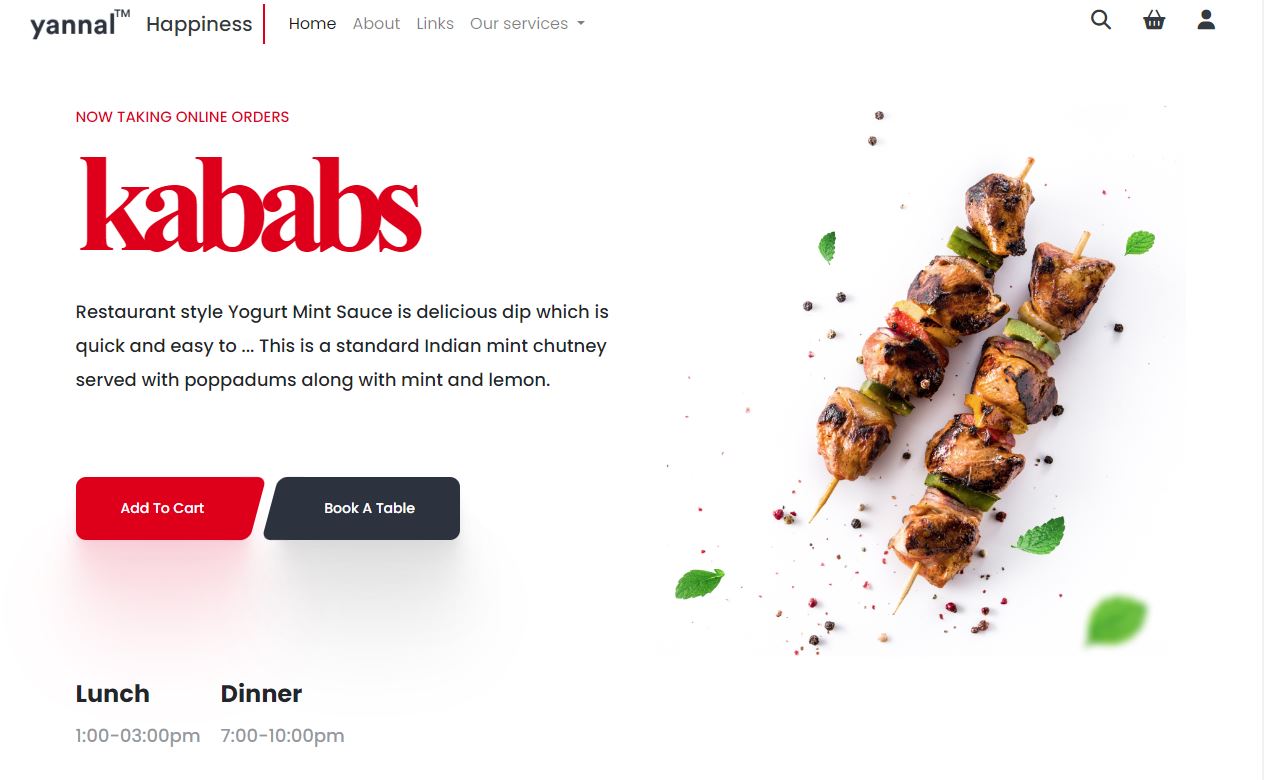 yannal™ Happiness Home About Links Our services
NOW TAKING ONLINE ORDERS
kababs
Restaurant style Yogurt Mint Sauce is delicious dip which is
quick and easy to ... This is a standard Indian mint chutney
served with poppadums along with mint and lemon.
Add To Cart Book A Table
Lunch Dinner
1:00-03:00pm 7:00-10:00pm